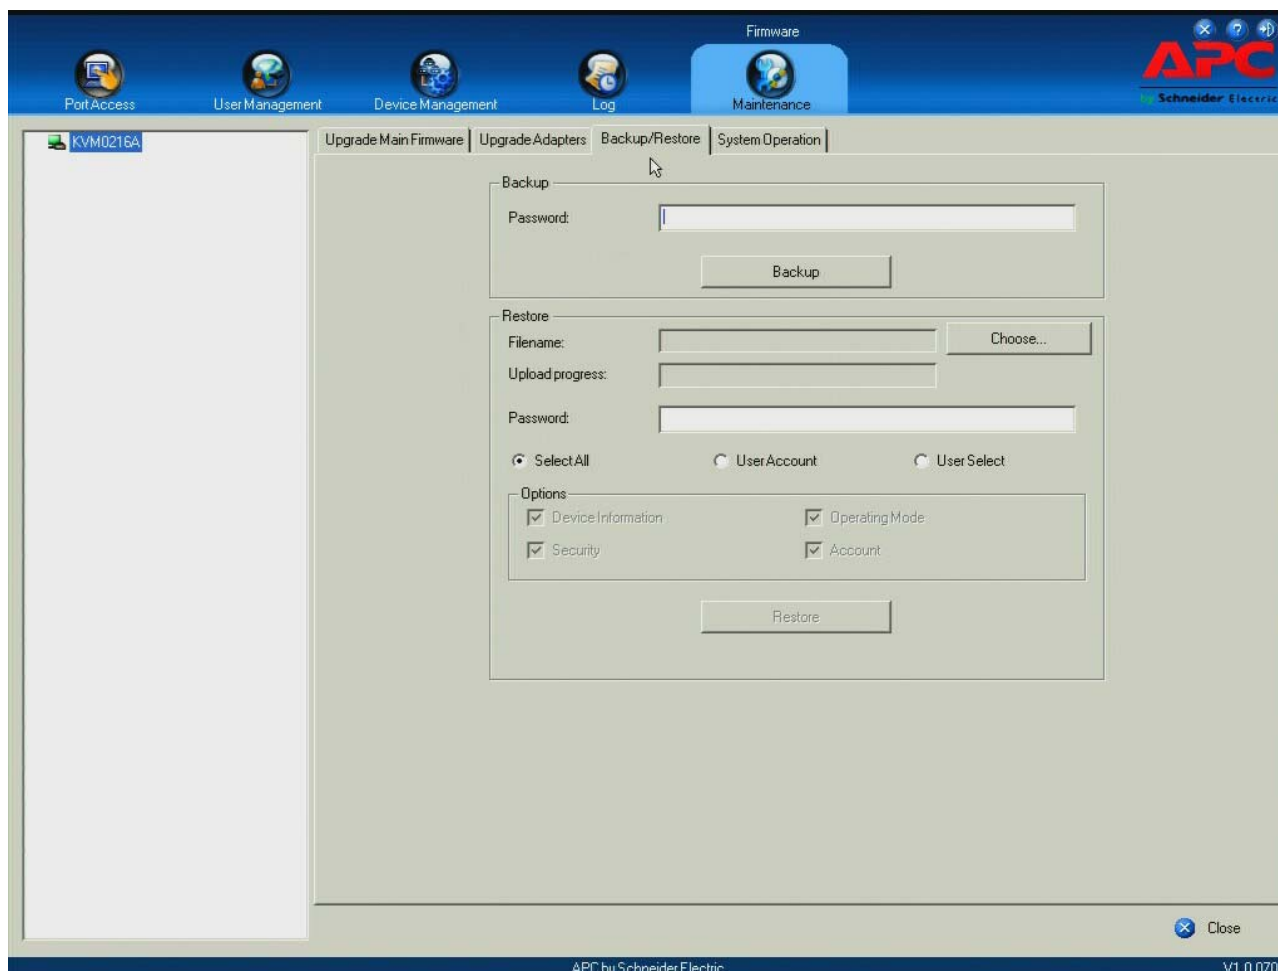 Firmware
Port Access
User Management
Device Management
Log
Maintenance
APC
by Schneider Electric
KVM0216A
Upgrade Main Firmware
Upgrade Adapters
Backup/Restore
System Operation
Backup
Password:
Backup
Restore
Filename:
Choose...
Upload progress:
Password:
Select All
User Account
User Select
Options
Device Information
Operating Mode
Security
Account
Restore
Close
APC by Schneider Electric
V1.0.070